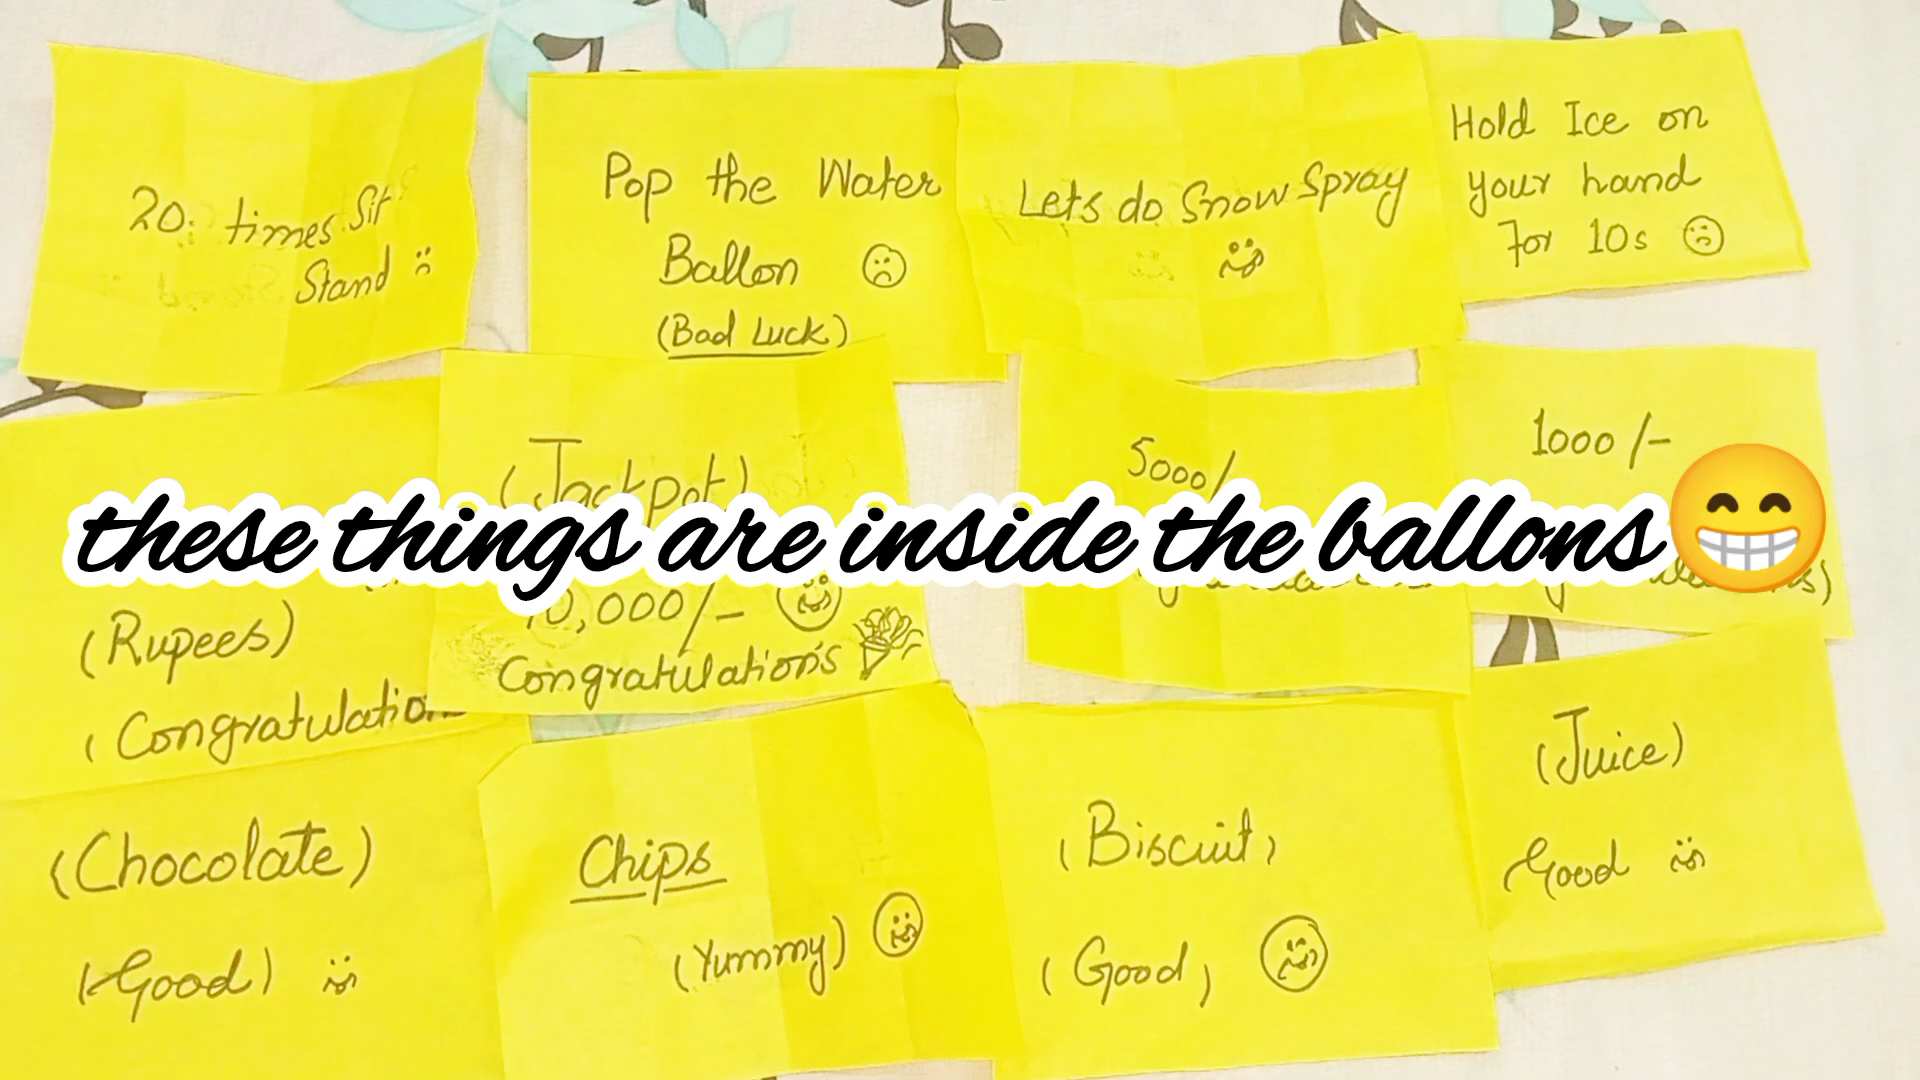 20 times Sit
Stand
Pop the Water
Ballon
(Bad Luck)
Lets do Snow Spray
Hold Ice on
your hand
For 10s
(Rupees)
(Congratulation
(Jackpot)
10,000/-
Congratulations
5000/
1000/-
these things are inside the ballons
(Chocolate)
(Good)
Chips
(Yummy)
(Biscuit)
(Good)
(Juice)
Good